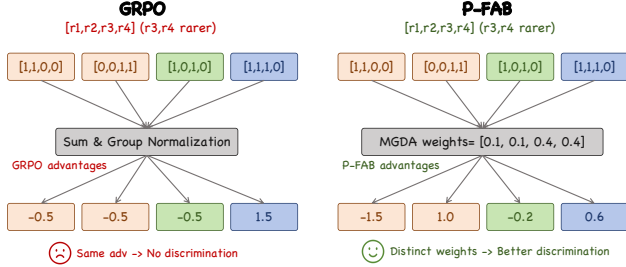 GRPO
[r1,r2,r3,r4] (r3,r4 rarer)
[1,1,0,0] [0,0,1,1] [1,0,1,0] [1,1,1,0]
Sum & Group Normalization
GRPO advantages
-0.5 -0.5 -0.5 1.5
Same adv -> No discrimination
P-FAB
[r1,r2,r3,r4] (r3,r4 rarer)
[1,1,0,0] [0,0,1,1] [1,0,1,0] [1,1,1,0]
MGDA weights= [0.1, 0.1, 0.4, 0.4]
P-FAB advantages
-1.5 1.0 -0.2 0.6
Distinct weights -> Better discrimination